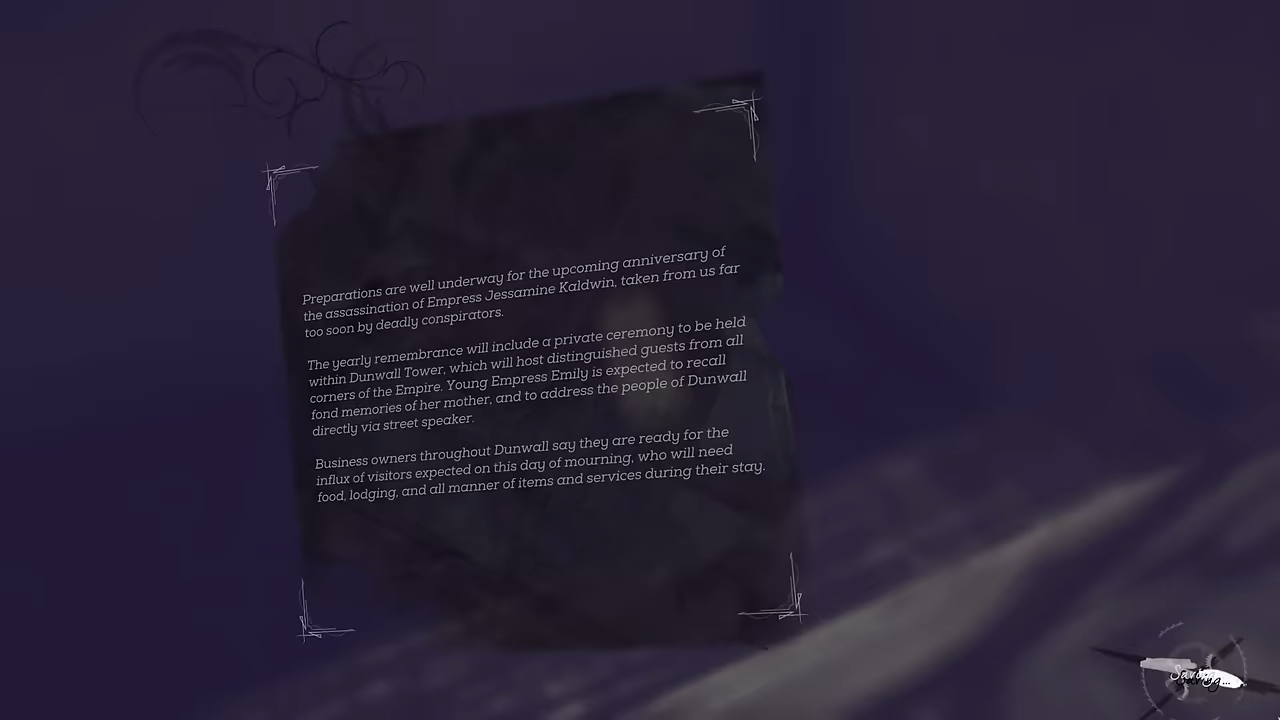 Preparations are well underway for the upcoming anniversary of
the assassination of Empress Jessamine Kaldwin, taken from us far
too soon by deadly conspirators.
The yearly remembrance will include a private ceremony to be held
within Dunwall Tower, which will host distinguished guests from all
corners of the Empire. Young Empress Emily is expected to recall
fond memories of her mother, and to address the people of Dunwall
directly via street speaker.
Business owners throughout Dunwall say they are ready for the
influx of visitors expected on this day of mourning, who will need
food, lodging, and all manner of items and services during their stay.
Saving...